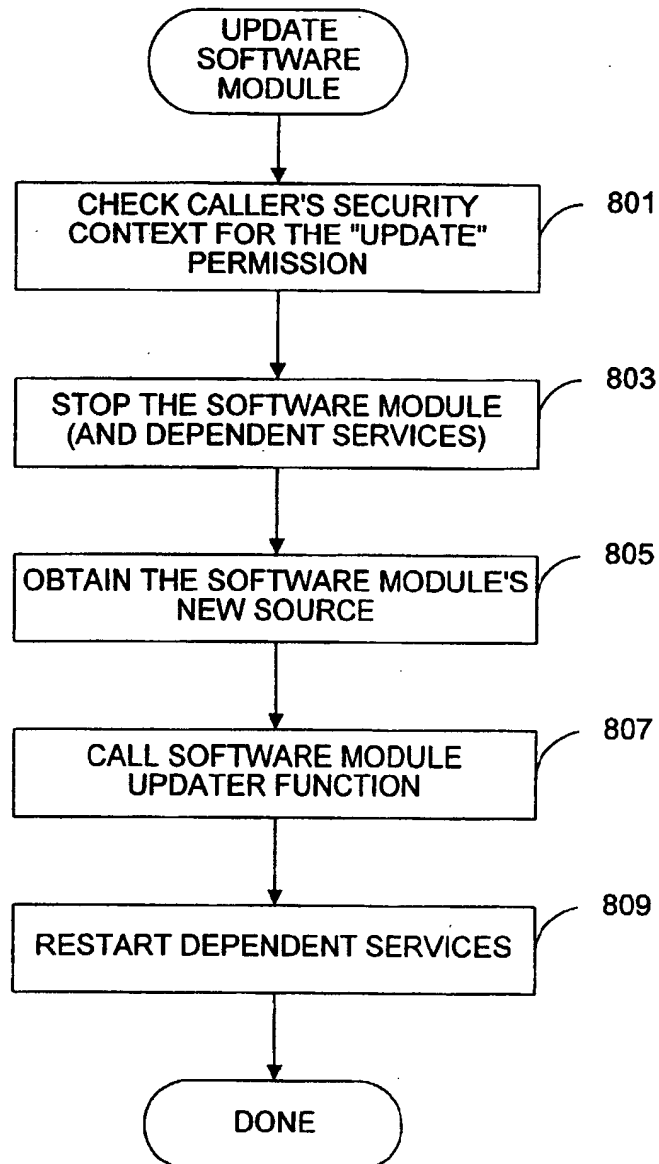 UPDATE
SOFTWARE
MODULE
CHECK CALLER'S SECURITY
CONTEXT FOR THE "UPDATE"
PERMISSION
801
STOP THE SOFTWARE MODULE
(AND DEPENDENT SERVICES)
803
OBTAIN THE SOFTWARE MODULE'S
NEW SOURCE
805
CALL SOFTWARE MODULE
UPDATER FUNCTION
807
RESTART DEPENDENT SERVICES
809
DONE